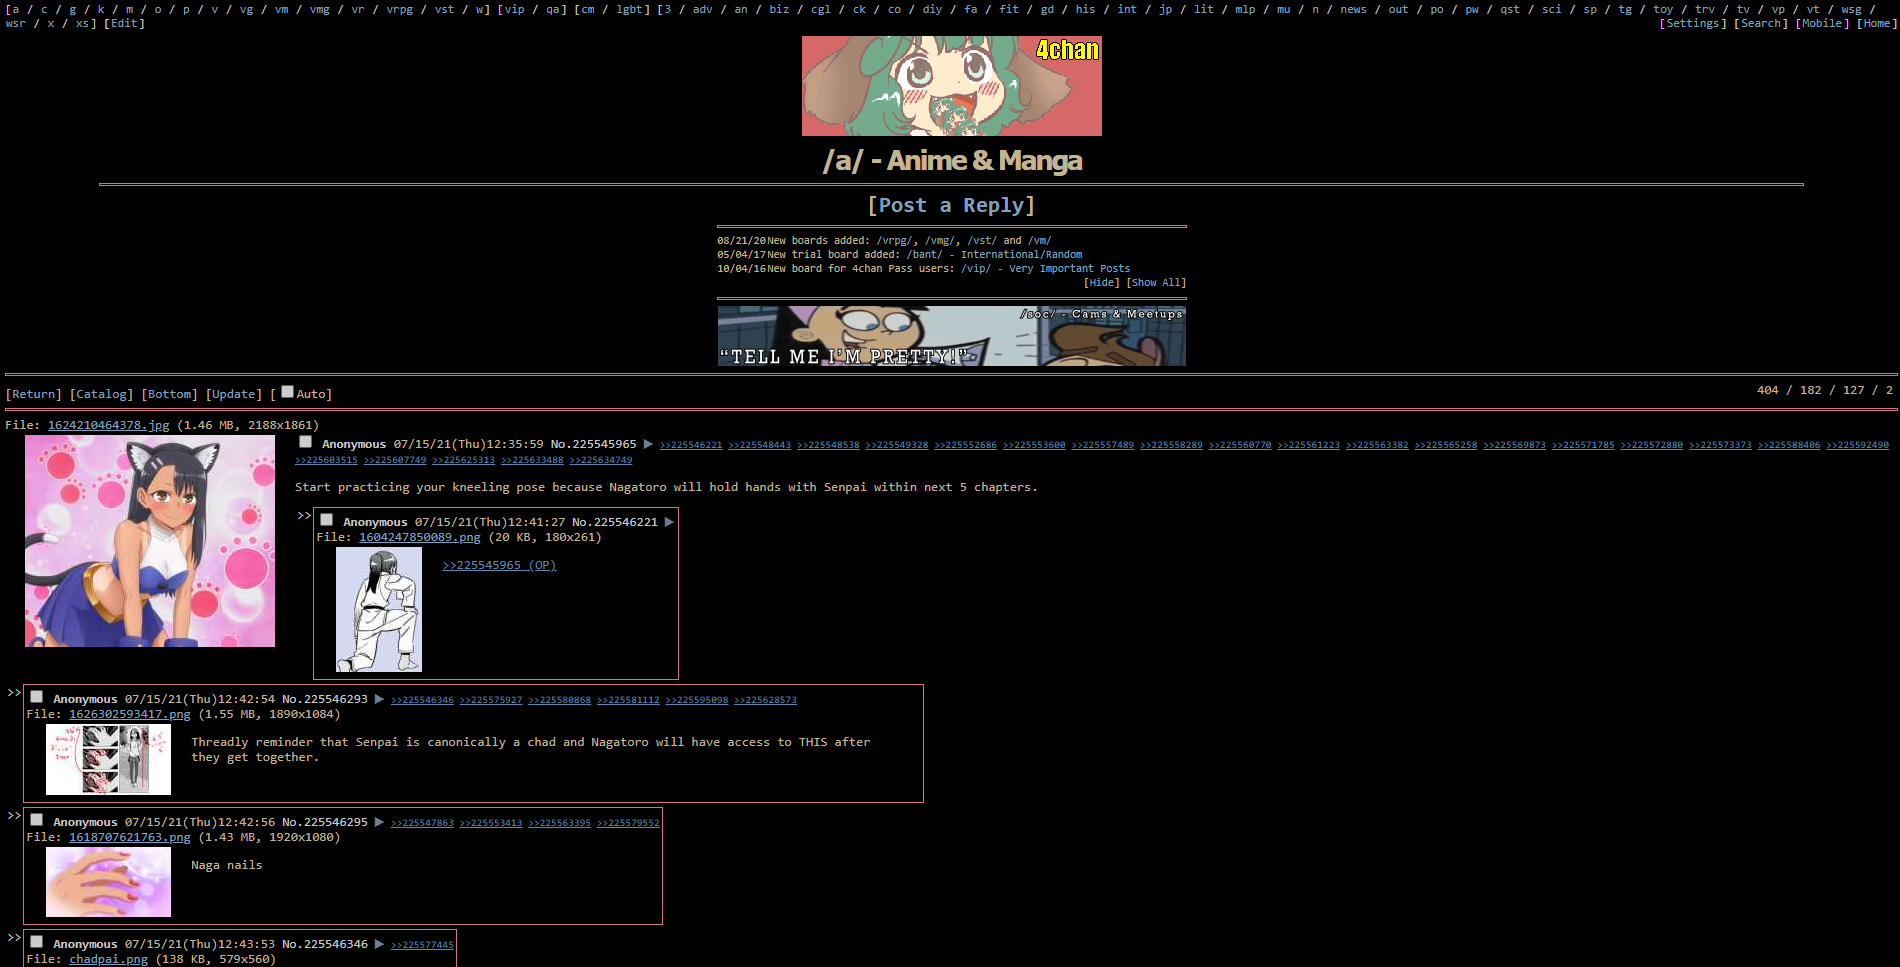 [a / c / g / k / m / o / p / v / vg / vm / vmg / vr / vrpg / vst / w] [vip / qa] [cm / lgbt] [3 / adv / an / biz / cgl / ck / co / diy / fa / fit / gd / his / int / jp / lit / mlp / mu / n / news / out / po / pw / qst / sci / sp / tg / toy / trv / tv / vp / vt / wsg /
wsr / x / xs] [Edit] [Settings] [Search] [Mobile] [Home]
4chan
/a/ - Anime & Manga
[Post a Reply]
08/21/20 New boards added: /vrpg/, /vmg/, /vst/ and /vm/
05/04/17 New trial board added: /bant/ - International/Random
10/04/16 New board for 4chan Pass users: /vip/ - Very Important Posts
[Hide] [Show All]
/soc/ - Cams & Meetups
“TELL ME I'M PRETTY!”
[Return] [Catalog] [Bottom] [Update] [ Auto] 404 / 182 / 127 / 2
File: 1624210464378.jpg (1.46 MB, 2188x1861)
Anonymous 07/15/21(Thu)12:35:59 No.225545965 ▶ >>225546221 >>225548443 >>225548538 >>225549328 >>225552686 >>225553600 >>225557489 >>225558289 >>225560770 >>225561223 >>225563382 >>225565258 >>225569873 >>225571785 >>225572880 >>225573373 >>225588406 >>225592490
>>225603515 >>225607749 >>225625313 >>225633488 >>225634749
Start practicing your kneeling pose because Nagatoro will hold hands with Senpai within next 5 chapters.
>> Anonymous 07/15/21(Thu)12:41:27 No.225546221 ▶
File: 1604247850089.png (20 KB, 180x261)
>>225545965 (OP)
>> Anonymous 07/15/21(Thu)12:42:54 No.225546293 ▶ >>225546346 >>225575927 >>225580868 >>225581112 >>225595098 >>225628573
File: 1626302593417.png (1.55 MB, 1890x1084)
Threadly reminder that Senpai is canonically a chad and Nagatoro will have access to THIS after
they get together.
>> Anonymous 07/15/21(Thu)12:42:56 No.225546295 ▶ >>225547863 >>225553413 >>225563395 >>225579552
File: 1618707621763.png (1.43 MB, 1920x1080)
Naga nails
>> Anonymous 07/15/21(Thu)12:43:53 No.225546346 ▶ >>225577445
File: chadpai.png (138 KB, 579x560)